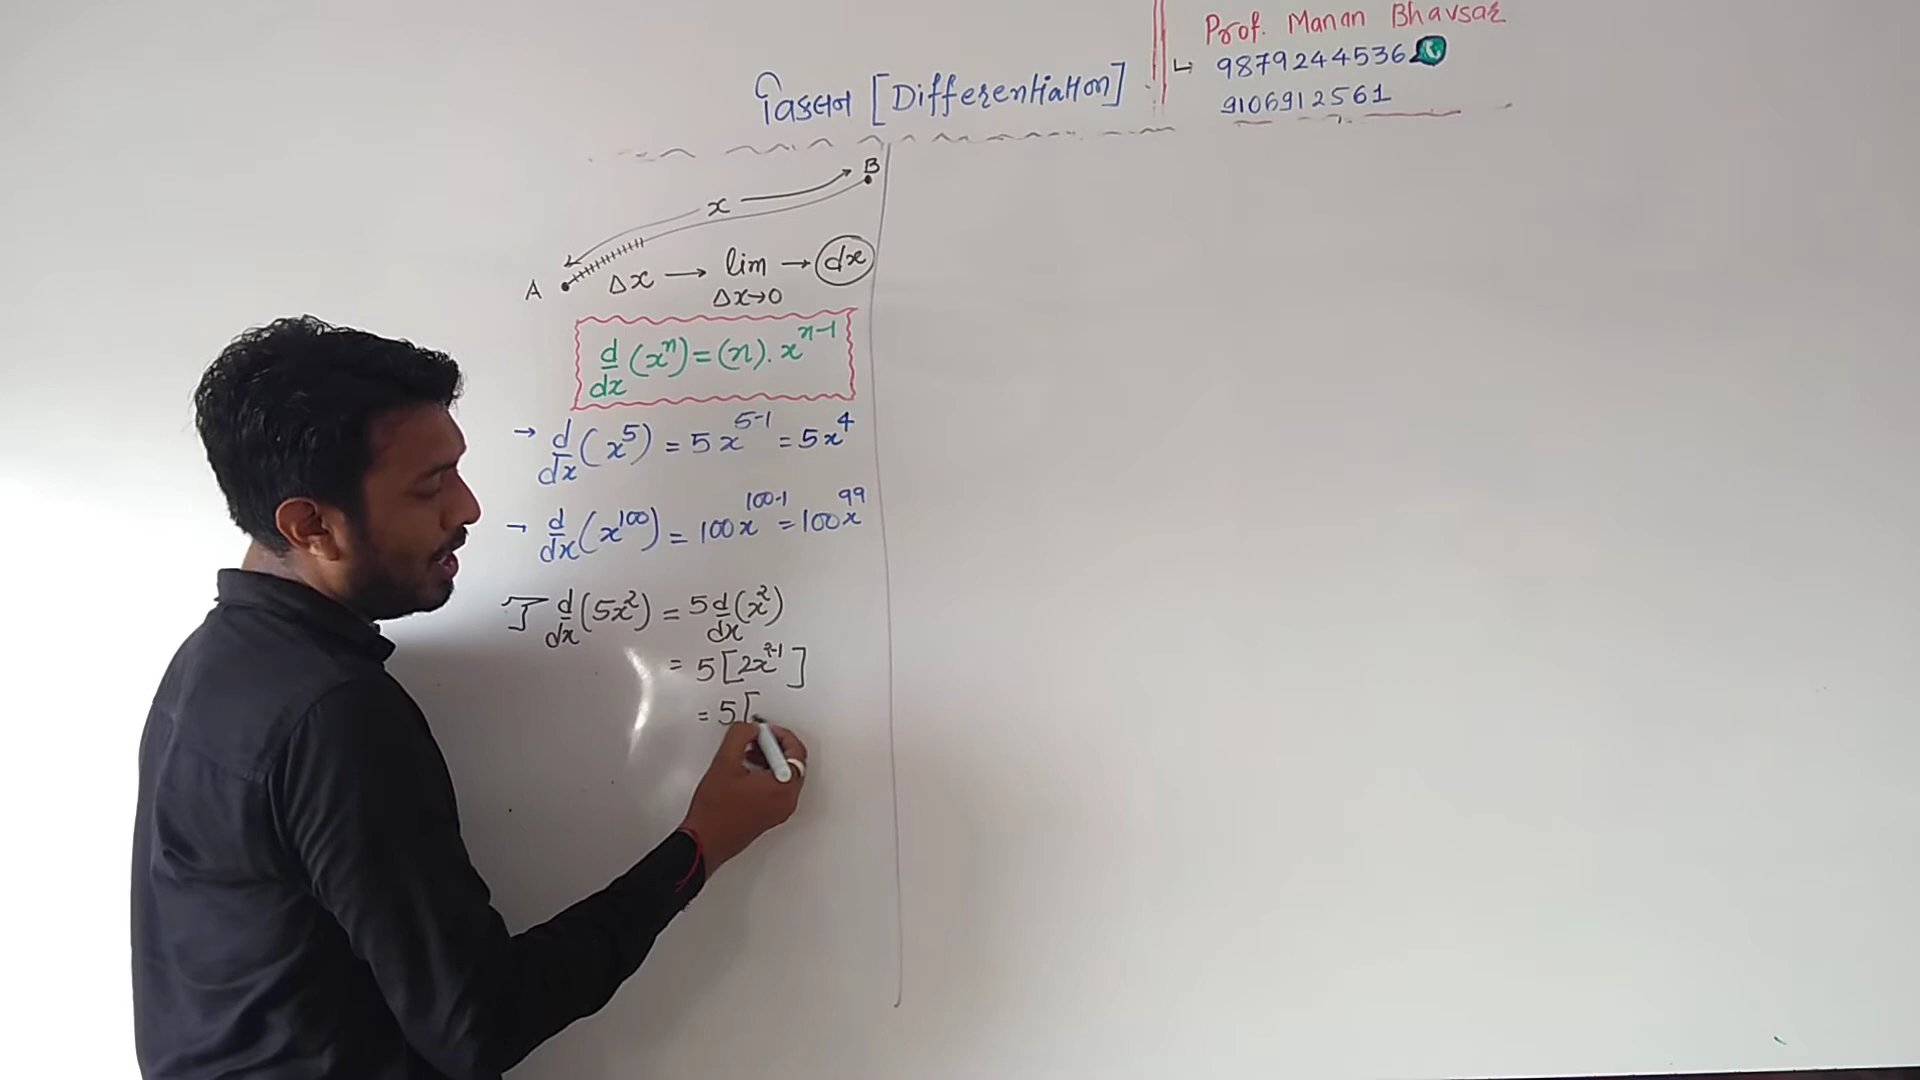 Prof. Manan Bhavsar
વિકલન [Differentiation]
↳ 9879244536
9106912561
B
x
A Δx → lim → dx
Δx→0
d/dx (xⁿ) = (n). xⁿ⁻¹
→ d/dx (x⁵) = 5x⁵⁻¹ = 5x⁴
→ d/dx (x¹⁰⁰) = 100x¹⁰⁰⁻¹ = 100x⁹⁹
d/dx (5x²) = 5 d/dx (x²)
= 5 [2x²⁻¹]
= 5 [